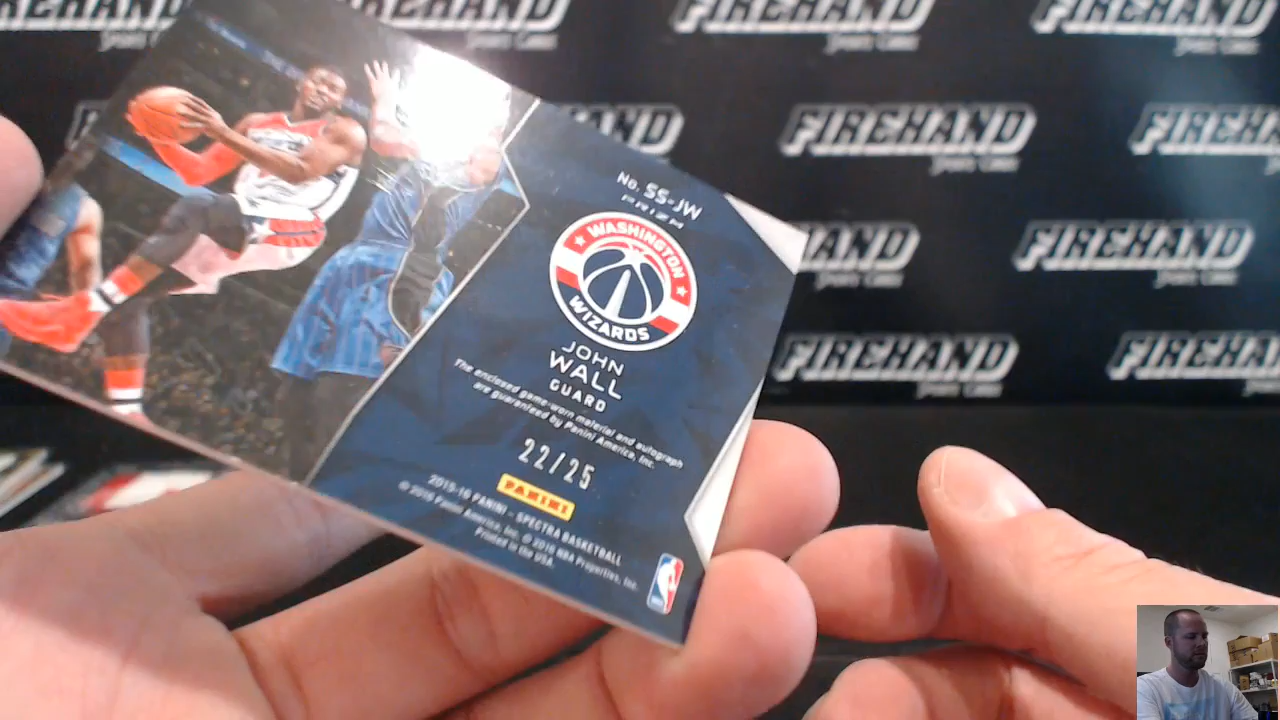 FIREHAND
FIREHAND
FIREHAND
FIREHAND
FIREHAND
FIREHAND
FIREHAND
FIREHAND
FIREHAND
No. SS-JW
PRIZM
WASHINGTON
WIZARDS
JOHN
WALL
GUARD
The enclosed game-worn material and autograph
are guaranteed by Panini America, Inc.
22/25
PANINI
2015-16 PANINI - SPECTRA BASKETBALL
© 2016 Panini America, Inc. © 2016 NBA Properties, Inc.
Printed in the USA.